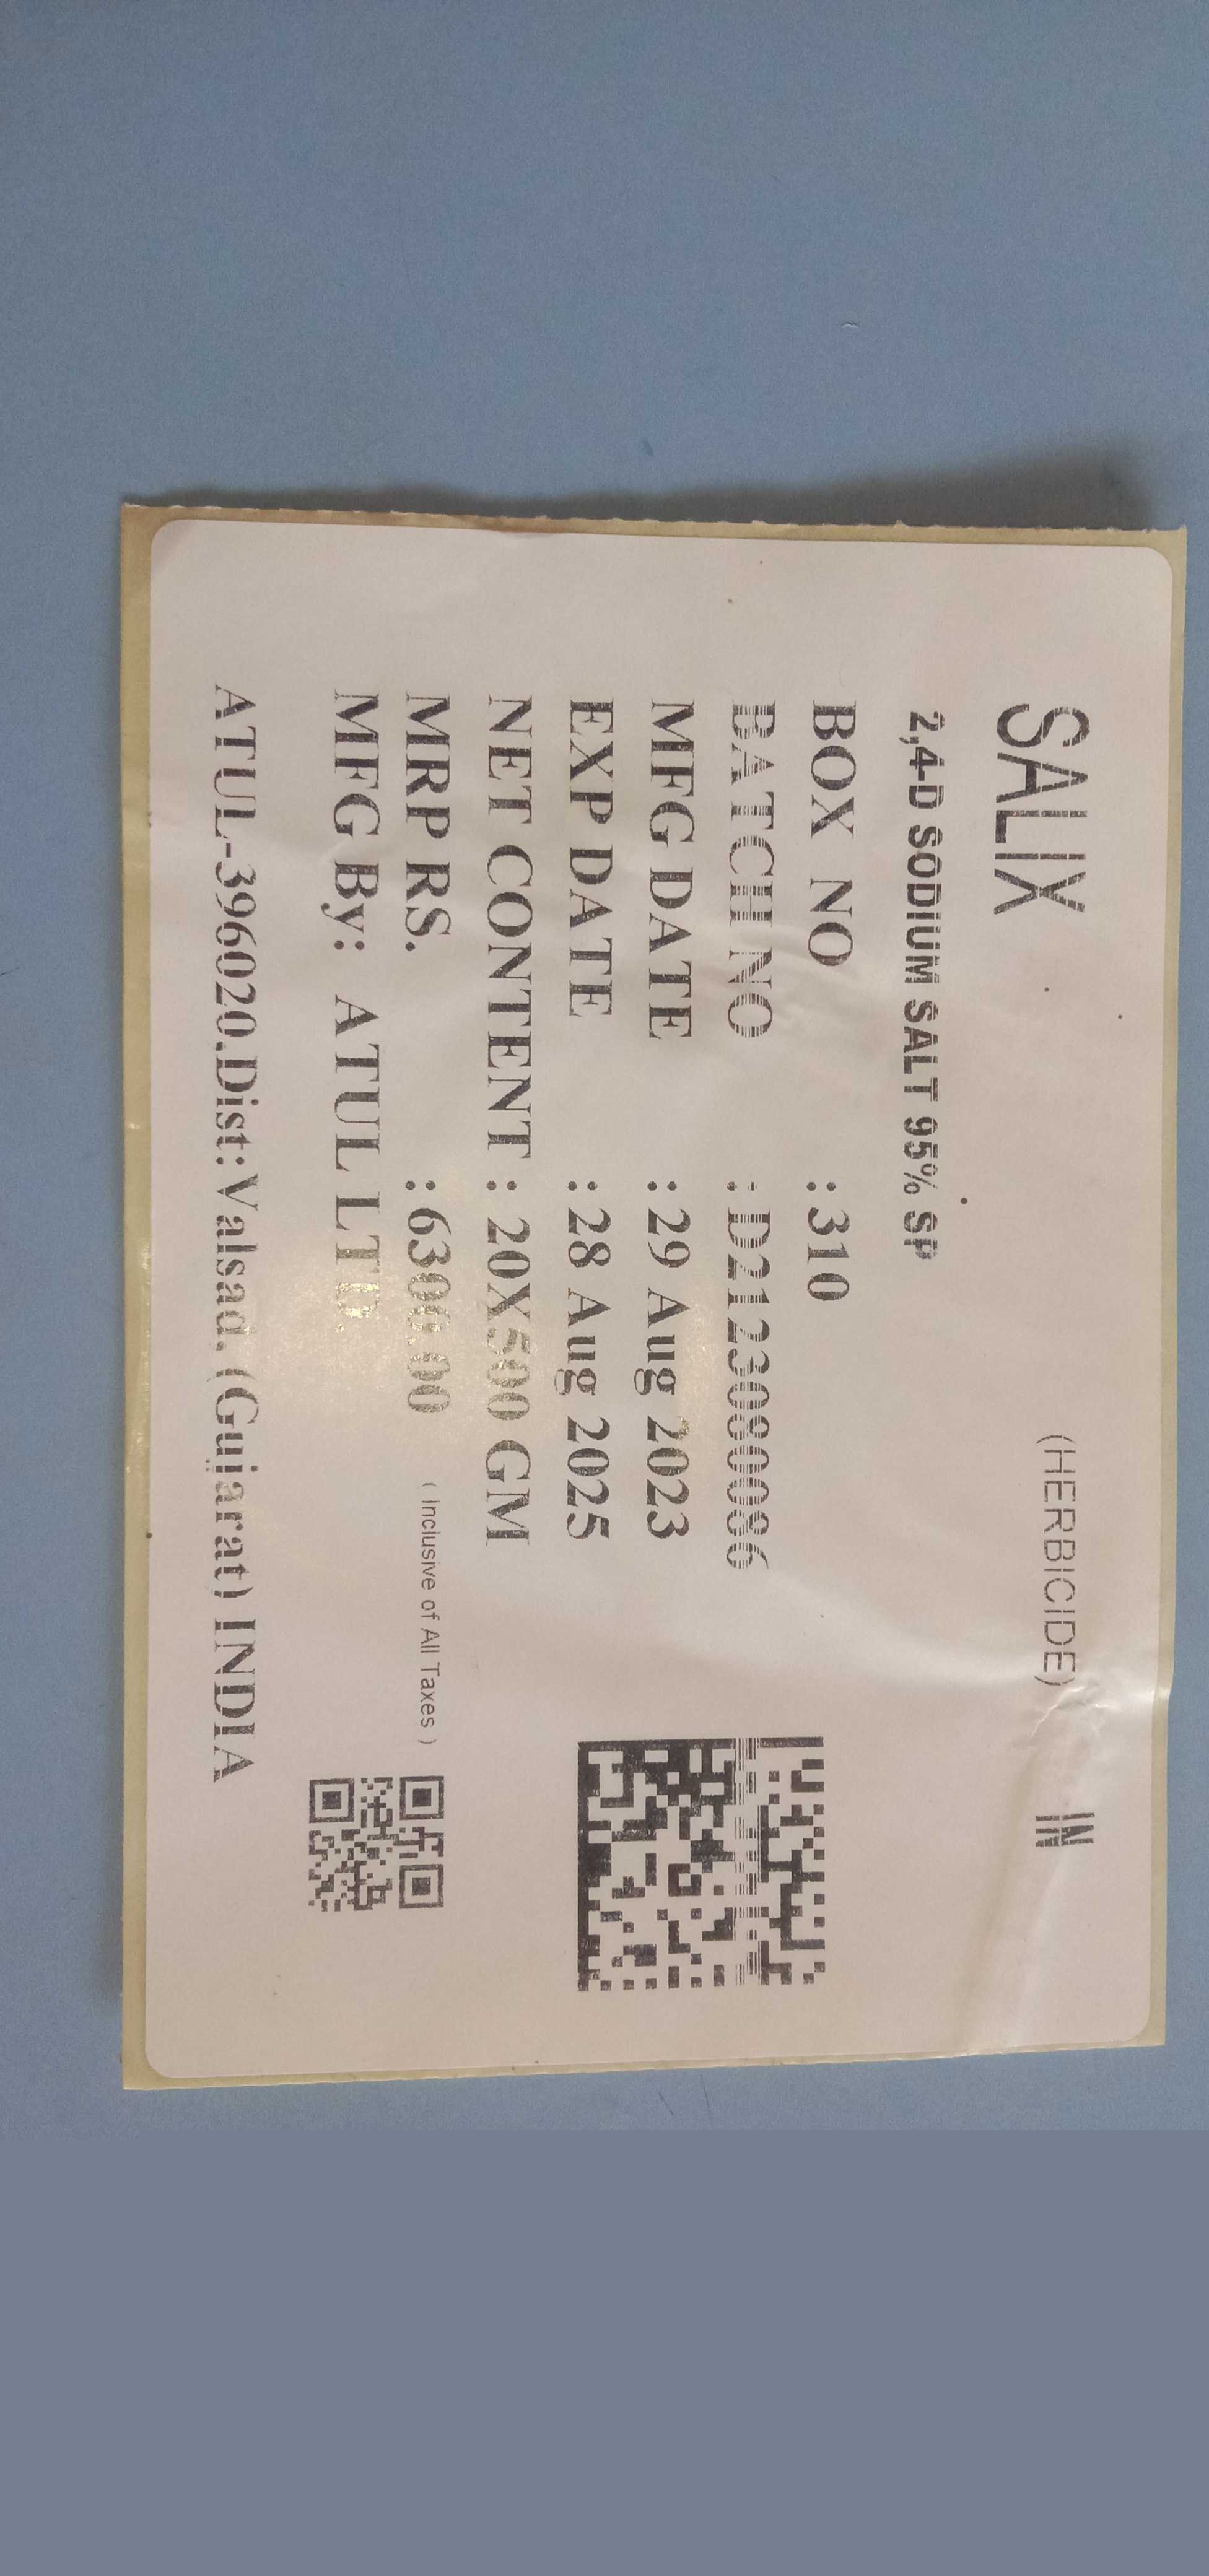 SALIX (HERBICIDE) IN
2,4-D SODIUM SALT 95% SP
BOX NO :310
BATCH NO : D2123080086
MFG DATE : 29 Aug 2023
EXP DATE : 28 Aug 2025
NET CONTENT : 20X500 GM
MRP RS. : 6300.00 ( Inclusive of All Taxes )
MFG By: ATUL LTD.
ATUL-396020.Dist:Valsad. (Gujarat) INDIA